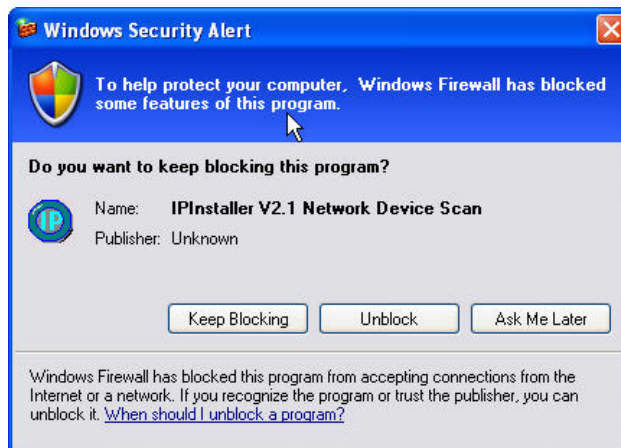 Windows Security Alert
To help protect your computer, Windows Firewall has blocked
some features of this program.
Do you want to keep blocking this program?
IP
Name: IPInstaller V2.1 Network Device Scan
Publisher: Unknown
Keep Blocking Unblock Ask Me Later
Windows Firewall has blocked this program from accepting connections from the
Internet or a network. If you recognize the program or trust the publisher, you can
unblock it. When should I unblock a program?